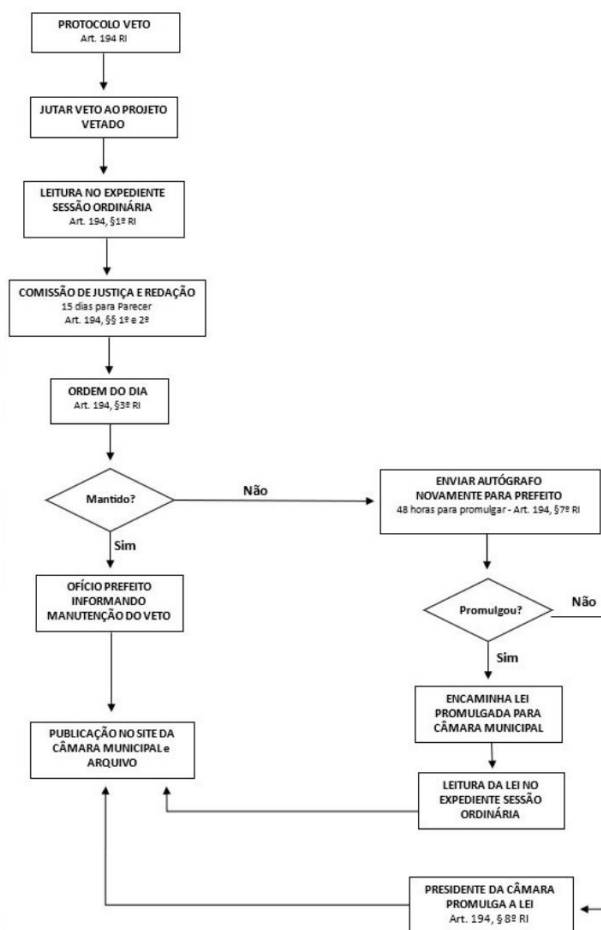 PROTOCOLO VETO
Art. 194 RI
JUTAR VETO AO PROJETO
VETADO
LEITURA NO EXPEDIENTE
SESSÃO ORDINÁRIA
Art. 194, §1º RI
COMISSÃO DE JUSTIÇA E REDAÇÃO
15 dias para Parecer
Art. 194, §§ 1º e 2º
ORDEM DO DIA
Art. 194, §3º RI
Mantido?
Não
ENVIAR AUTÓGRAFO
NOVAMENTE PARA PREFEITO
48 horas para promulgar - Art. 194, §7º RI
Sim
OFÍCIO PREFEITO
INFORMANDO
MANUTENÇÃO DO VETO
Promulgou?
Não
Sim
ENCAMINHA LEI
PROMULGADA PARA
CÂMARA MUNICIPAL
PUBLICAÇÃO NO SITE DA
CÂMARA MUNICIPAL e
ARQUIVO
LEITURA DA LEI NO
EXPEDIENTE SESSÃO
ORDINÁRIA
PRESIDENTE DA CÂMARA
PROMULGA A LEI
Art. 194, §8º RI